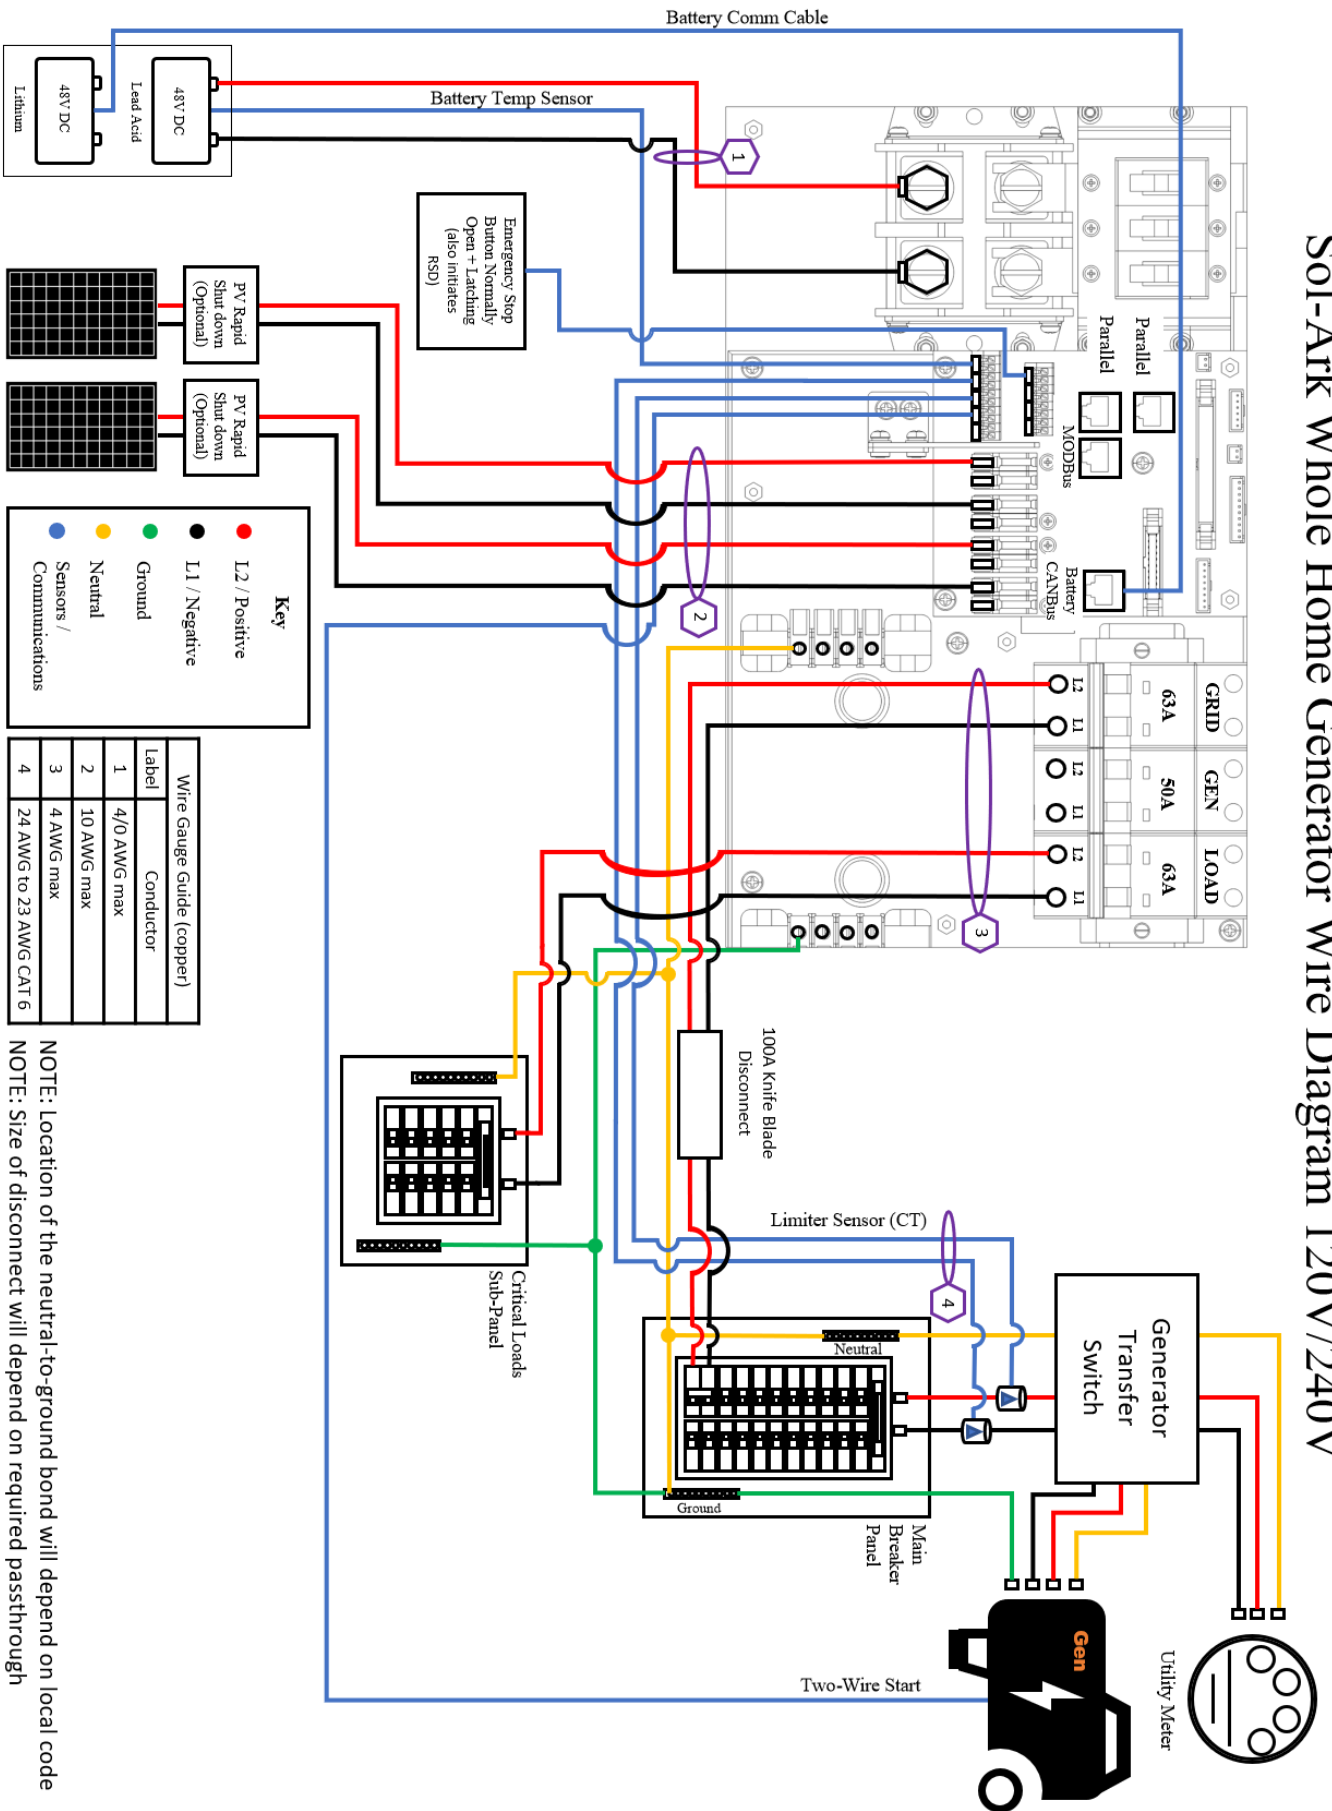 Sol-Ark Whole Home Generator Wire Diagram 120V/240V
Battery Comm Cable
Battery Temp Sensor
48V DC
Lead Acid
48V DC
Lithium
1
Emergency Stop
Button Normally
Open + Latching
(also initiates
RSD)
Parallel
Parallel
MODBus
Battery
CANBus
PV Rapid
Shut down
(Optional)
PV Rapid
Shut down
(Optional)
2
Key
L2 / Positive
L1 / Negative
Ground
Neutral
Sensors /
Communications
GRID
63A
L2
L1
GEN
50A
L2
L1
LOAD
63A
L2
L1
3
Wire Gauge Guide (copper)
Label Conductor
1 4/0 AWG max
2 10 AWG max
3 4 AWG max
4 24 AWG to 23 AWG CAT 6
100A Knife Blade
Disconnect
Critical Loads
Sub-Panel
Limiter Sensor (CT)
4
Neutral
Ground
Main
Breaker
Panel
Generator
Transfer
Switch
Gen
Two-Wire Start
Utility Meter
NOTE: Location of the neutral-to-ground bond will depend on local code
NOTE: Size of disconnect will depend on required passthrough